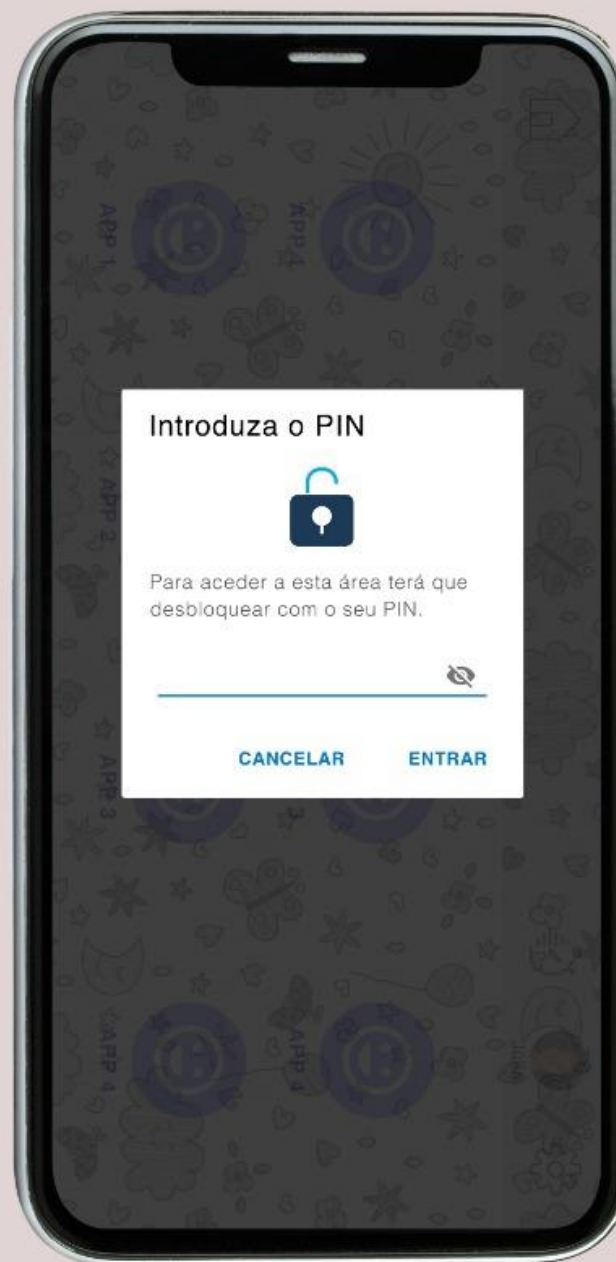 Introduza o PIN
Para aceder a esta área terá que
desbloquear com o seu PIN.
CANCELAR ENTRAR
APP 1
APP 1
APP 2
APP 3
3
APP 4
APP 4